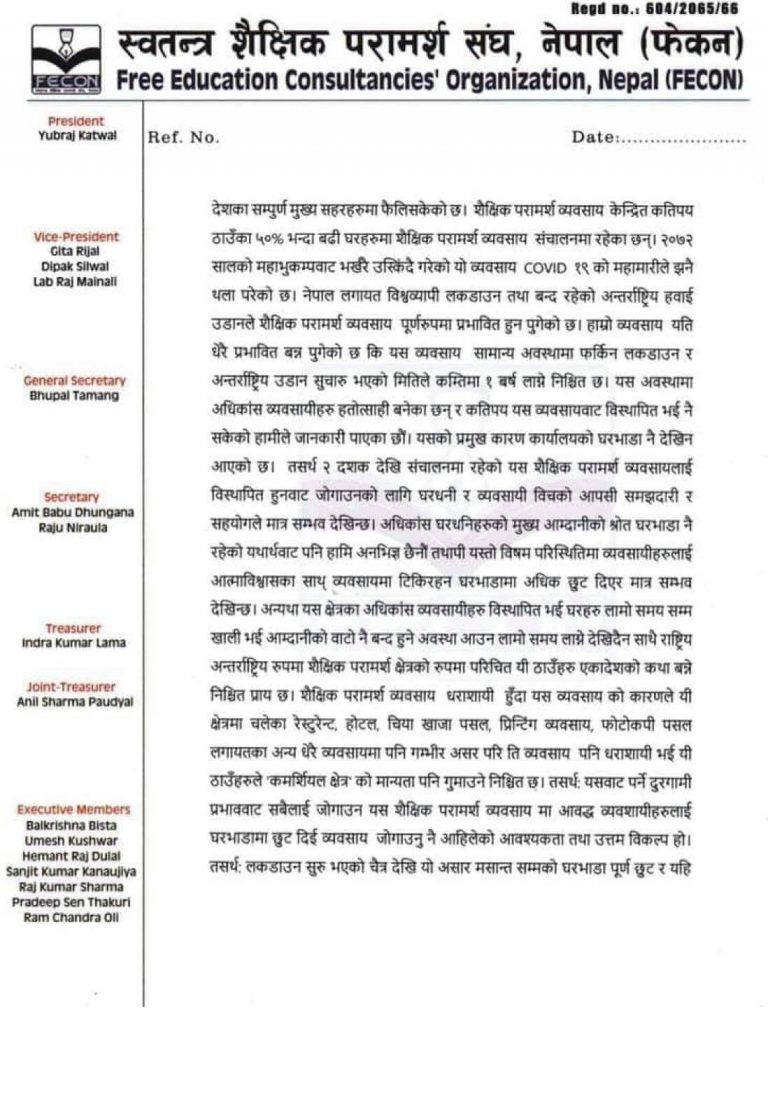 Regd no.: 604/2065/66
स्वतन्त्र शैक्षिक परामर्श संघ, नेपाल (फेकन)
FECON
Free Education Consultancies' Organization, Nepal (FECON)
President
Yubraj Katwal
Ref. No.
Date:......................
Vice-President
Gita Rijal
Dipak Silwal
Lab Raj Mainali
General Secretary
Bhupal Tamang
Secretary
Amit Babu Dhungana
Raju Niraula
Treasurer
Indra Kumar Lama
Joint-Treasurer
Anil Sharma Paudyal
Executive Members
Balkrishna Bista
Umesh Kushwar
Hemant Raj Dulal
Sanjit Kumar Kanaujiya
Raj Kumar Sharma
Pradeep Sen Thakuri
Ram Chandra Oli
देशका सम्पुर्ण मुख्य सहरहरुमा फैलिसकेको छ। शैक्षिक परामर्श व्यवसाय केन्द्रित कतिपय
ठाउँका ५०% भन्दा बढी घरहरुमा शैक्षिक परामर्श व्यवसाय संचालनमा रहेका छन्। २०७२
सालको महाभुकम्पवाट भर्खरै उस्किंदै गरेको यो व्यवसाय COVID १९ को महामारीले झनै
थला परेको छ। नेपाल लगायत विश्वव्यापी लकडाउन तथा बन्द रहेको अन्तर्राष्ट्रिय हवाई
उडानले शैक्षिक परामर्श व्यवसाय पूर्णरुपमा प्रभावित हुन पुगेको छ। हाम्रो व्यवसाय यति
धेरै प्रभावित बन्न पुगेको छ कि यस व्यवसाय सामान्य अवस्थामा फर्किन लकडाउन र
अन्तर्राष्ट्रिय उडान सुचारु भएको मितिले कम्तिमा १ बर्ष लाग्ने निश्चित छ। यस अवस्थामा
अधिकांस व्यवसायीहरु हतोत्साही बनेका छन् र कतिपय यस व्यवसायवाट विस्थापित भई नै
सकेको हामीले जानकारी पाएका छौं। यसको प्रमुख कारण कार्यालयको घरभाडा नै देखिन
आएको छ। तसर्थ २ दशक देखि संचालनमा रहेको यस शैक्षिक परामर्श व्यवसायलाई
विस्थापित हुनवाट जोगाउनको लागि घरधनी र व्यवसायी विचको आपसी समझदारी र
सहयोगले मात्र सम्भव देखिन्छ। अधिकांस घरधनिहरुको मुख्य आम्दानीको श्रोत घरभाडा नै
रहेको यथार्थवाट पनि हामि अनभिज्ञ छैनौं तथापी यस्तो विषम परिस्थितिमा व्यवसायीहरुलाई
आत्माविश्वासका साथ् व्यवसायमा टिकिरहन घरभाडामा अधिक छुट दिएर मात्र सम्भव
देखिन्छ। अन्यथा यस क्षेत्रका अधिकांस व्यवसायीहरु विस्थापित भई घरहरु लामो समय सम्म
खाली भई आम्दानीको वाटो नै बन्द हुने अवस्था आउन लामो समय लाग्ने देखिदैन साथै राष्ट्रिय
अन्तर्राष्ट्रिय रुपमा शैक्षिक परामर्श क्षेत्रको रुपमा परिचित यी ठाउँहरु एकादेशको कथा बन्ने
निश्चित प्राय छ। शैक्षिक परामर्श व्यवसाय धराशायी हुँदा यस व्यवसाय को कारणले यी
क्षेत्रमा चलेका रेस्टुरेन्ट, होटल, चिया खाजा पसल, प्रिन्टिंग व्यवसाय, फोटोकपी पसल
लगायतका अन्य धेरै व्यवसायमा पनि गम्भीर असर परि ति व्यवसाय पनि धराशायी भई यी
ठाउँहरुले 'कमर्शियल क्षेत्र' को मान्यता पनि गुमाउने निश्चित छ। तसर्थ: यसवाट पर्ने दुरगामी
प्रभाववाट सबैलाई जोगाउन यस शैक्षिक परामर्श व्यवसाय मा आवद्ध व्यवशायीहरुलाई
घरभाडामा छुट दिई व्यवसाय जोगाउनु नै आहिलेको आवश्यकता तथा उत्तम विकल्प हो।
तसर्थ: लकडाउन सुरु भएको चैत्र देखि यो असार मसान्त सम्मको घरभाडा पूर्ण छुट र यहि